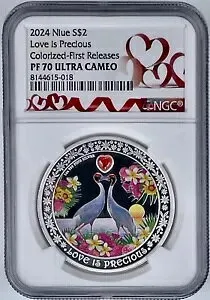 2024 Niue S$2
Love Is Precious
Colorized-First Releases
PF 70 ULTRA CAMEO
8144615-018
NGC
LOVE IS PRECIOUS